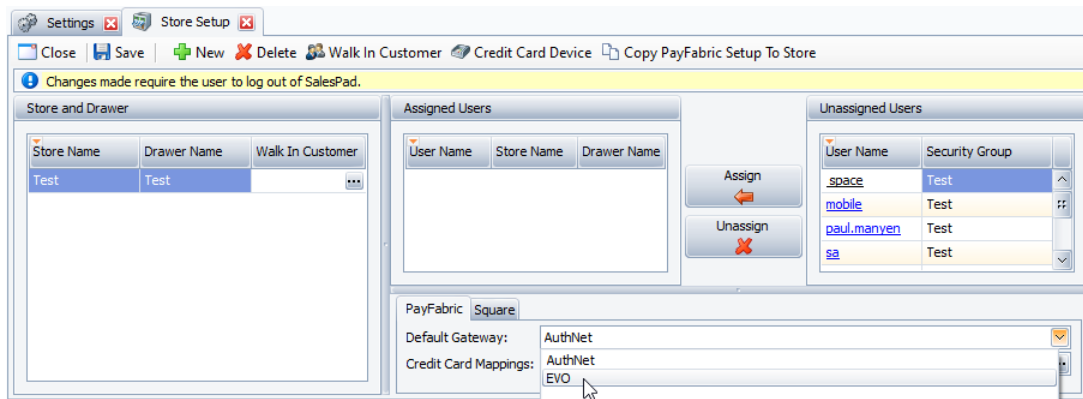 Settings Store Setup
Close Save New Delete Walk In Customer Credit Card Device Copy PayFabric Setup To Store
Changes made require the user to log out of SalesPad.
Store and Drawer
Store Name Drawer Name Walk In Customer
Test Test ...
Assigned Users
User Name Store Name Drawer Name
Assign
Unassign
Unassigned Users
User Name Security Group
space Test
mobile Test
paul.manyen Test
sa Test
PayFabric Square
Default Gateway: AuthNet
Credit Card Mappings:
AuthNet
EVO